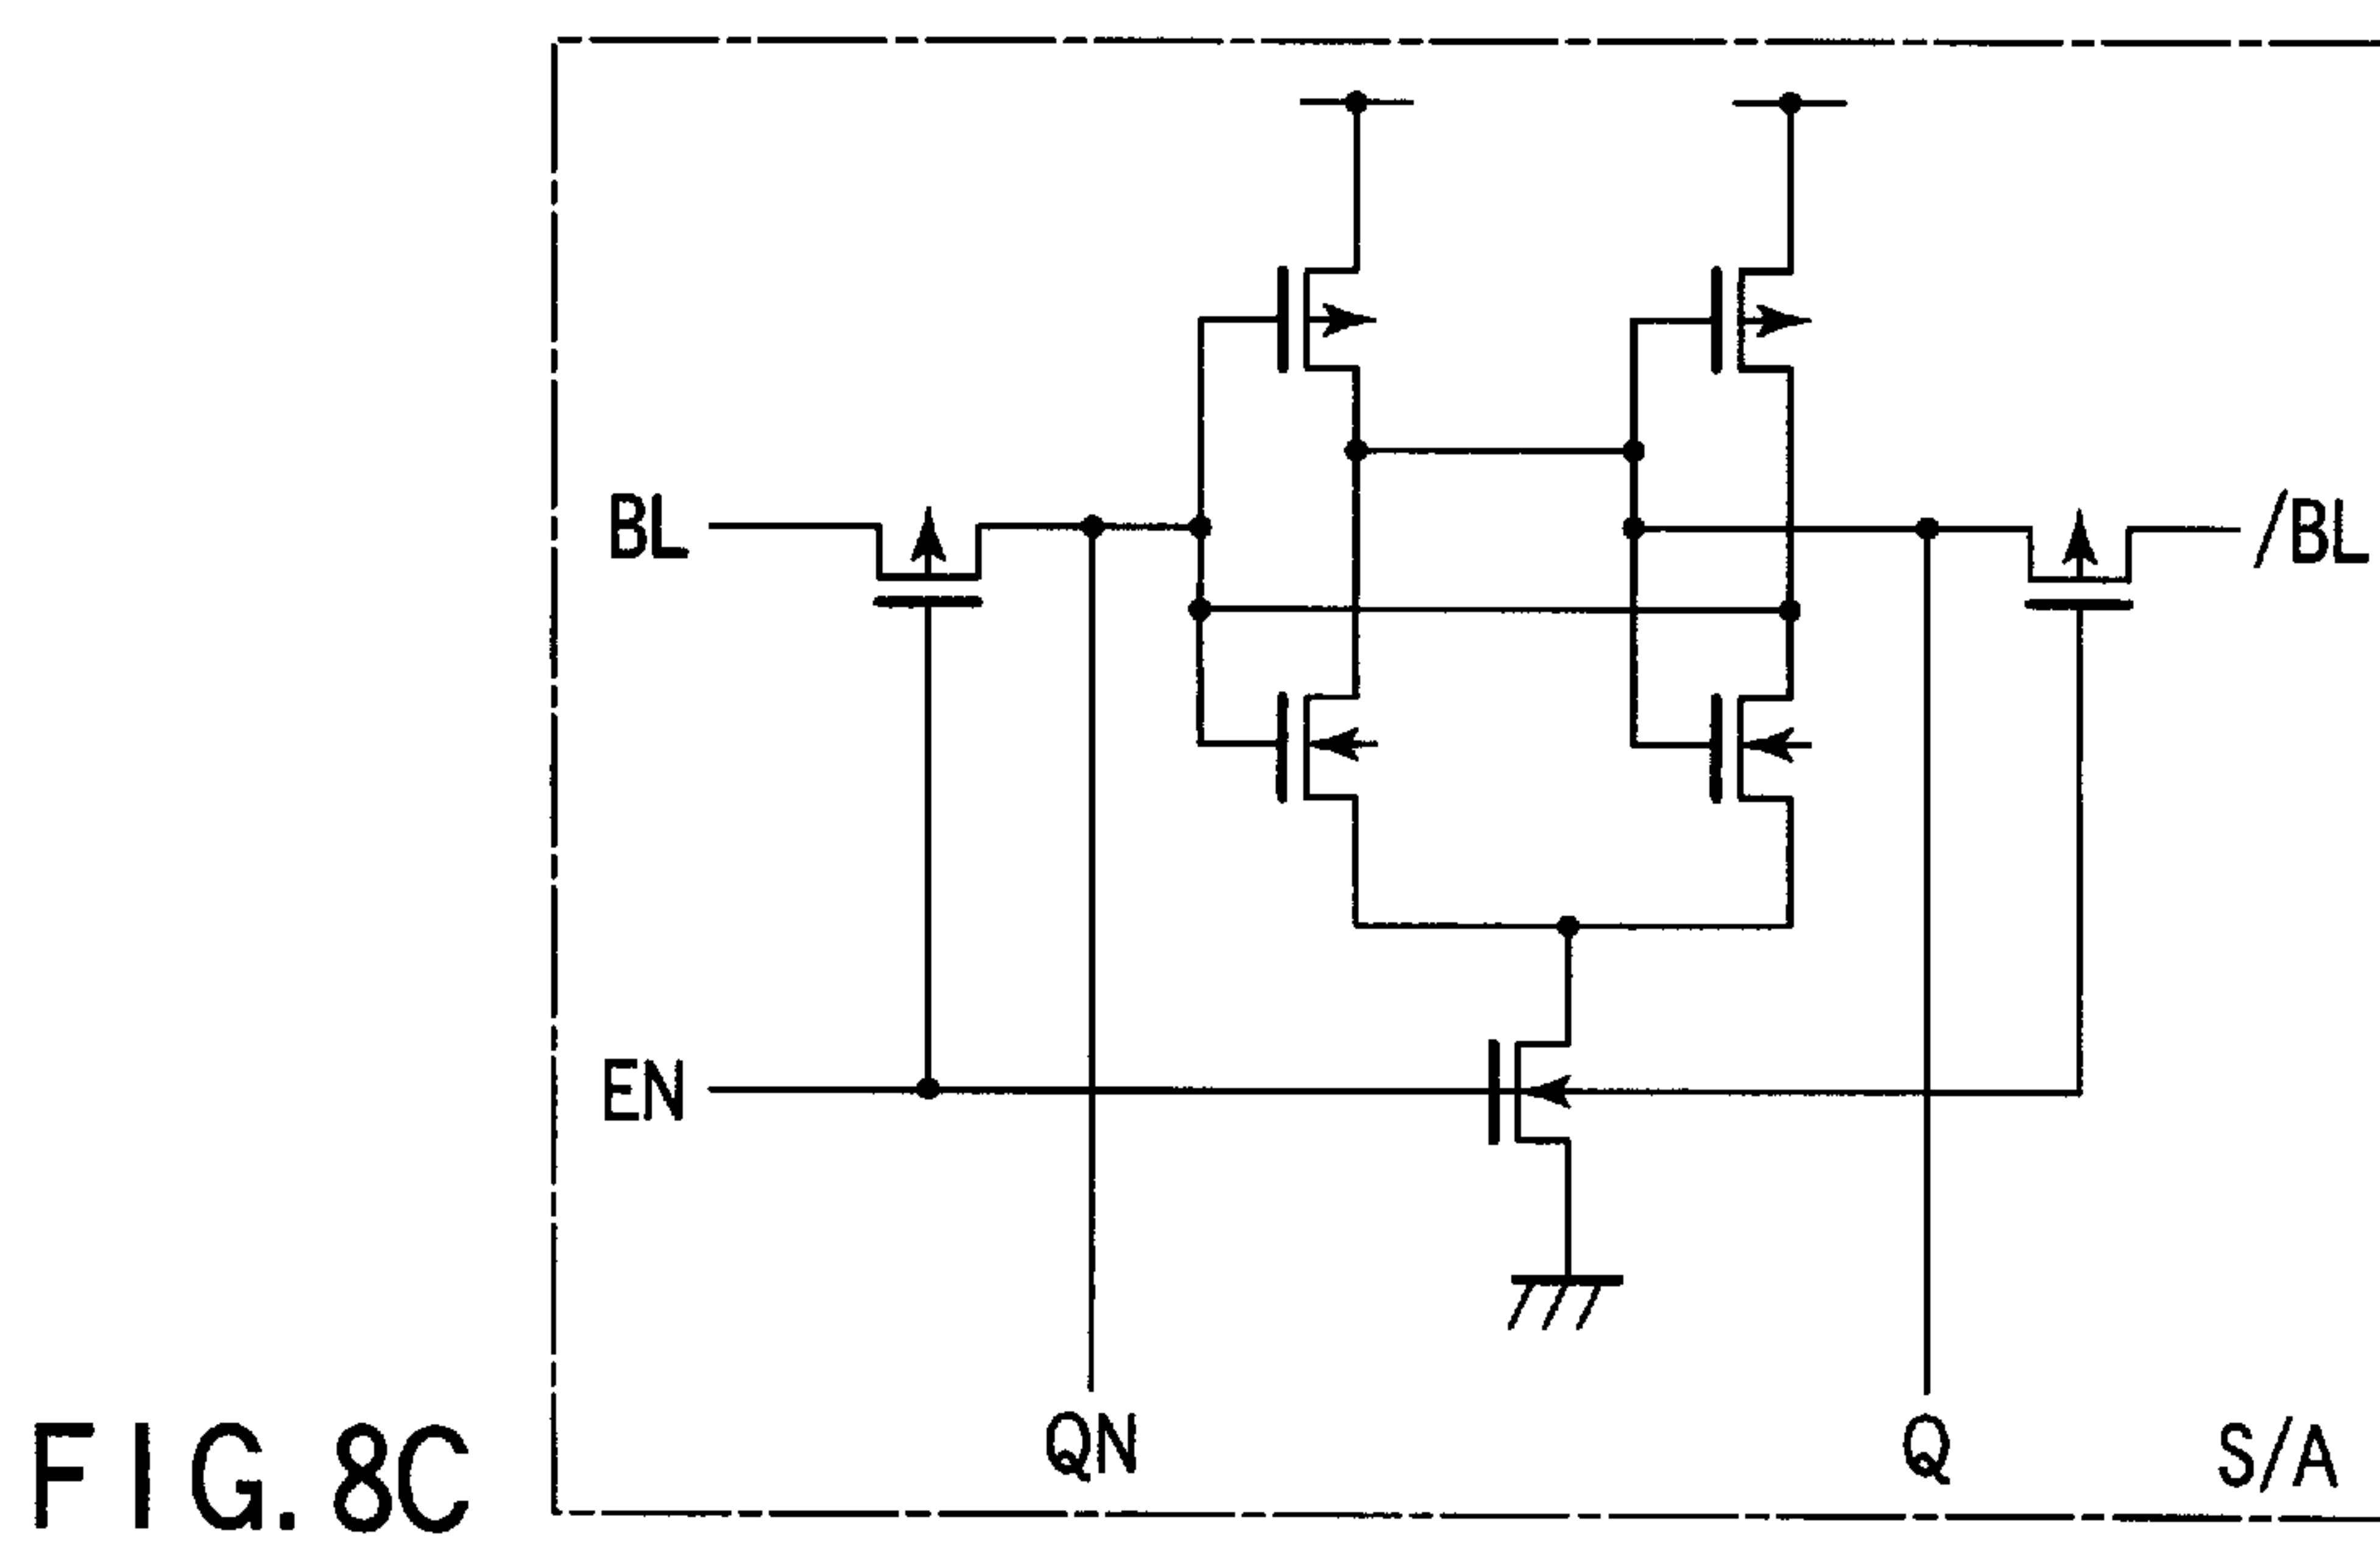 BL
/BL
EN
QN
Q
S/A
FIG. 8C